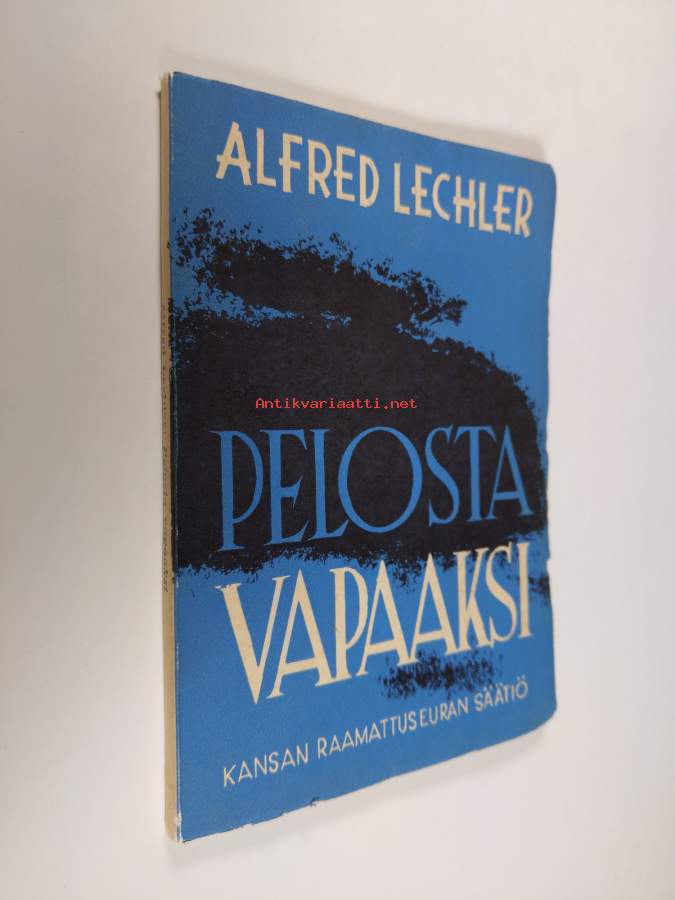 ALFRED LECHLER
Antikvariaatti.net
PELOSTA
VAPAAKSI
KANSAN RAAMATTUSEURAN SÄÄTIÖ